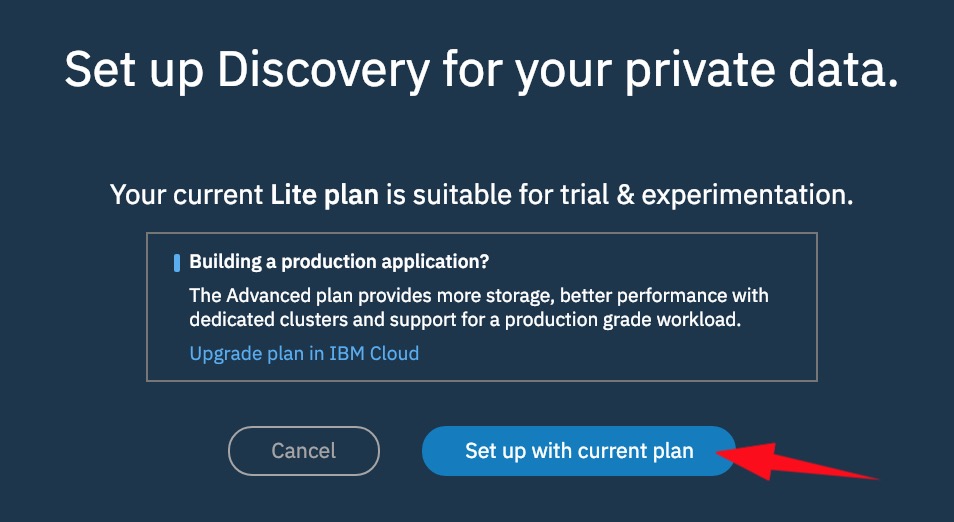 Set up Discovery for your private data.
Your current Lite plan is suitable for trial & experimentation.
Building a production application?
The Advanced plan provides more storage, better performance with
dedicated clusters and support for a production grade workload.
Upgrade plan in IBM Cloud
Cancel
Set up with current plan